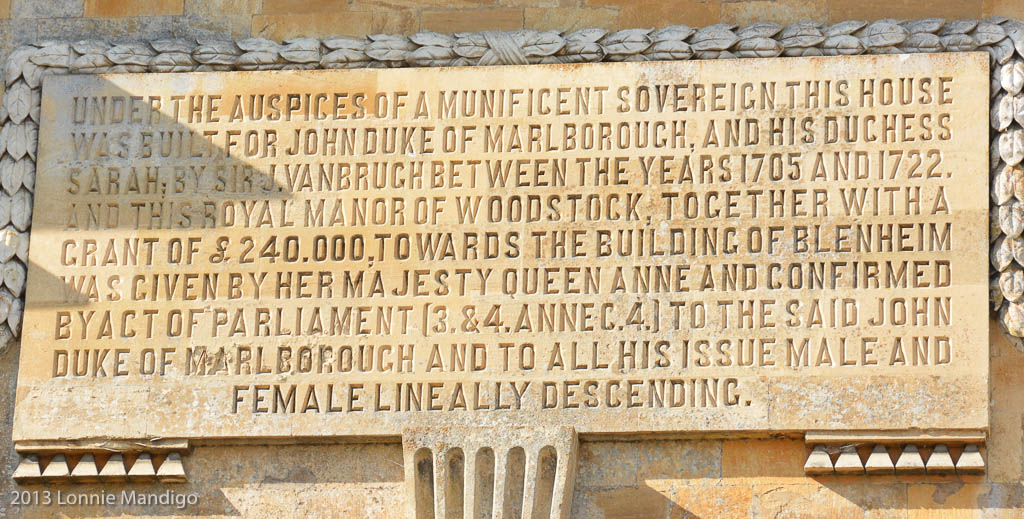 UNDER THE AUSPICES OF A MUNIFICENT SOVEREIGN THIS HOUSE
WAS BUILT, FOR JOHN DUKE OF MARLBOROUGH, AND HIS DUCHESS
SARAH, BY SIR J. VANBRUGH BETWEEN THE YEARS 1705 AND 1722.
AND THIS ROYAL MANOR OF WOODSTOCK, TOGETHER WITH A
GRANT OF £ 240.000, TOWARDS THE BUILDING OF BLENHEIM
WAS GIVEN BY HER MAJESTY QUEEN ANNE AND CONFIRMED
BY ACT OF PARLIAMENT (3.&4. ANNE C.4.) TO THE SAID JOHN
DUKE OF MARLBOROUGH AND TO ALL HIS ISSUE MALE AND
FEMALE LINEALLY DESCENDING.
2013 Lonnie Mandigo